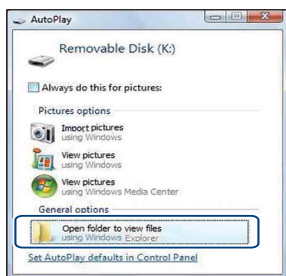 AutoPlay
Removable Disk (K:)
Always do this for pictures:
Pictures options
Import pictures
using Windows
View pictures
using Windows
View pictures
using Windows Media Center
General options
Open folder to view files
using Windows Explorer
Set AutoPlay defaults in Control Panel